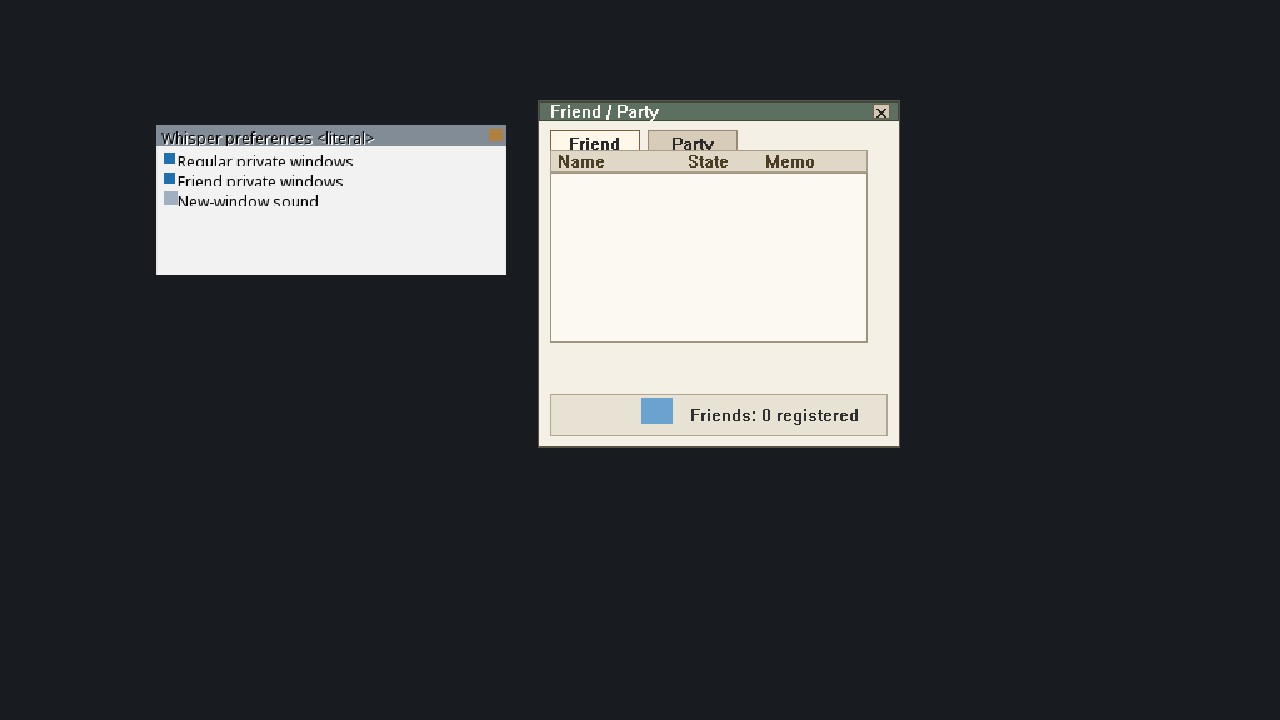 Whisper preferences <literal>
Regular private windows
Friend private windows
New-window sound
Friend / Party
Friend Party
Name State Memo
Friends: 0 registered